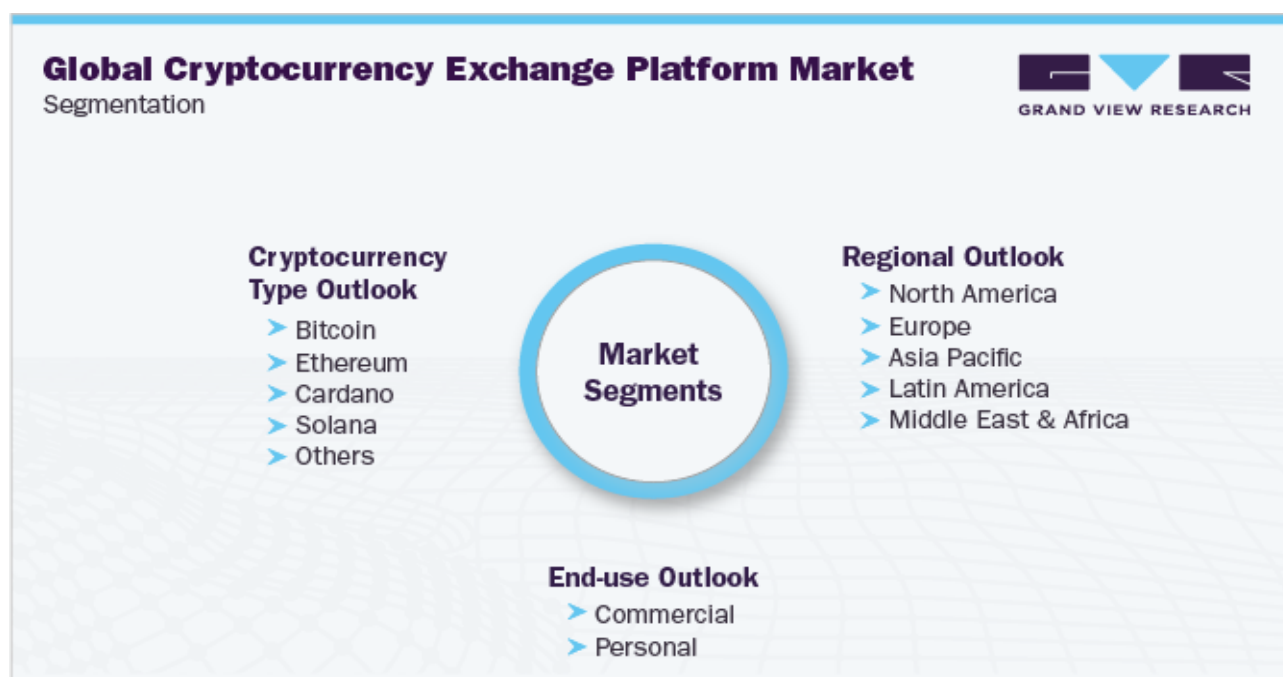 Global Cryptocurrency Exchange Platform Market
Segmentation
GRAND VIEW RESEARCH
Cryptocurrency
Type Outlook
Bitcoin
Ethereum
Cardano
Solana
Others
Market
Segments
Regional Outlook
North America
Europe
Asia Pacific
Latin America
Middle East & Africa
End-use Outlook
Commercial
Personal